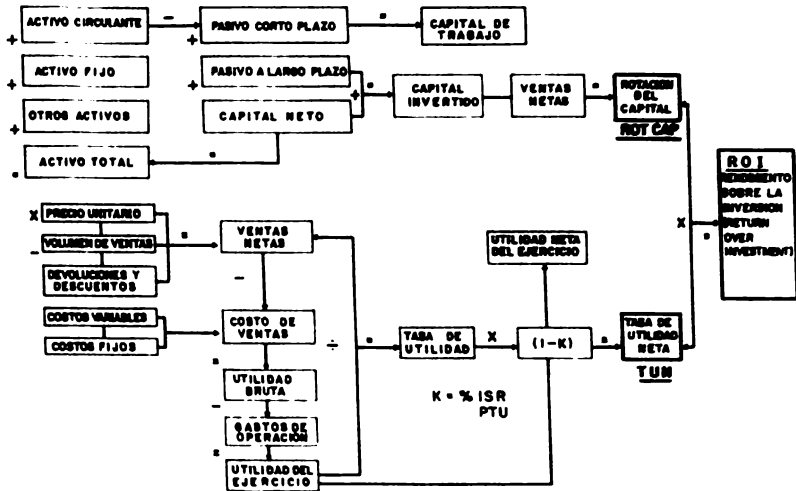 ACTIVO CIRCULANTE
−
PASIVO CORTO PLAZO
=
CAPITAL DE
TRABAJO
+
+
ACTIVO FIJO
PASIVO A LARGO PLAZO
=
CAPITAL
INVERTIDO
VENTAS
NETAS
=
ROTACION
DEL
CAPITAL
ROT CAP
+
+
+
OTROS ACTIVOS
CAPITAL NETO
+
ACTIVO TOTAL
=
=
ROI
RENDIMIENTO
SOBRE LA
INVERSION
(RETURN
OVER
INVESTMENT)
X
=
X
PRECIO UNITARIO
=
VENTAS
NETAS
−
VOLUMEN DE VENTAS
DEVOLUCIONES Y
DESCUENTOS
−
UTILIDAD NETA
DEL EJERCICIO
COSTOS VARIABLES
COSTOS FIJOS
COSTO DE
VENTAS
÷
=
TASA DE
UTILIDAD
X
(1-K)
=
TASA DE
UTILIDAD
NETA
TUN
=
UTILIDAD
BRUTA
K = % ISR
PTU
−
GASTOS DE
OPERACIÓN
=
UTILIDAD DEL
EJERCICIO